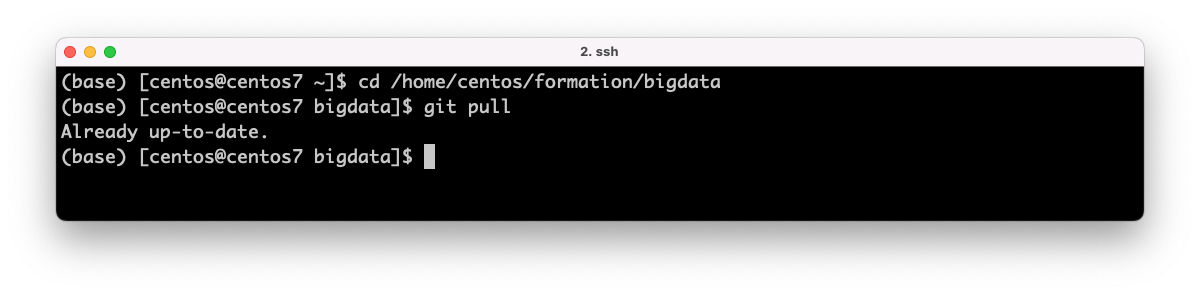 2. ssh
(base) [centos@centos7 ~]$ cd /home/centos/formation/bigdata
(base) [centos@centos7 bigdata]$ git pull
Already up-to-date.
(base) [centos@centos7 bigdata]$